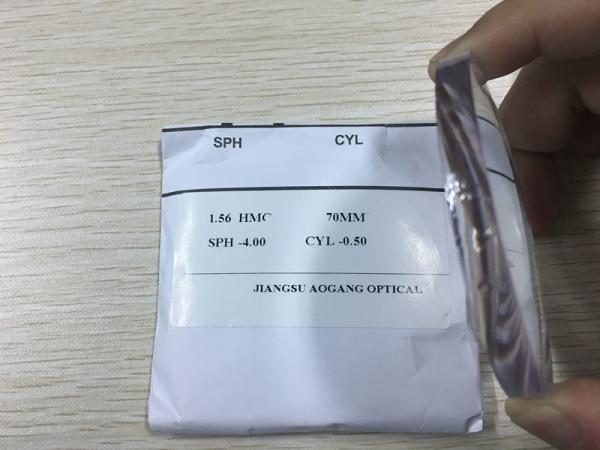 SPH CYL
1.56 HMC 70MM
SPH -4.00 CYL -0.50
JIANGSU AOGANG OPTICAL